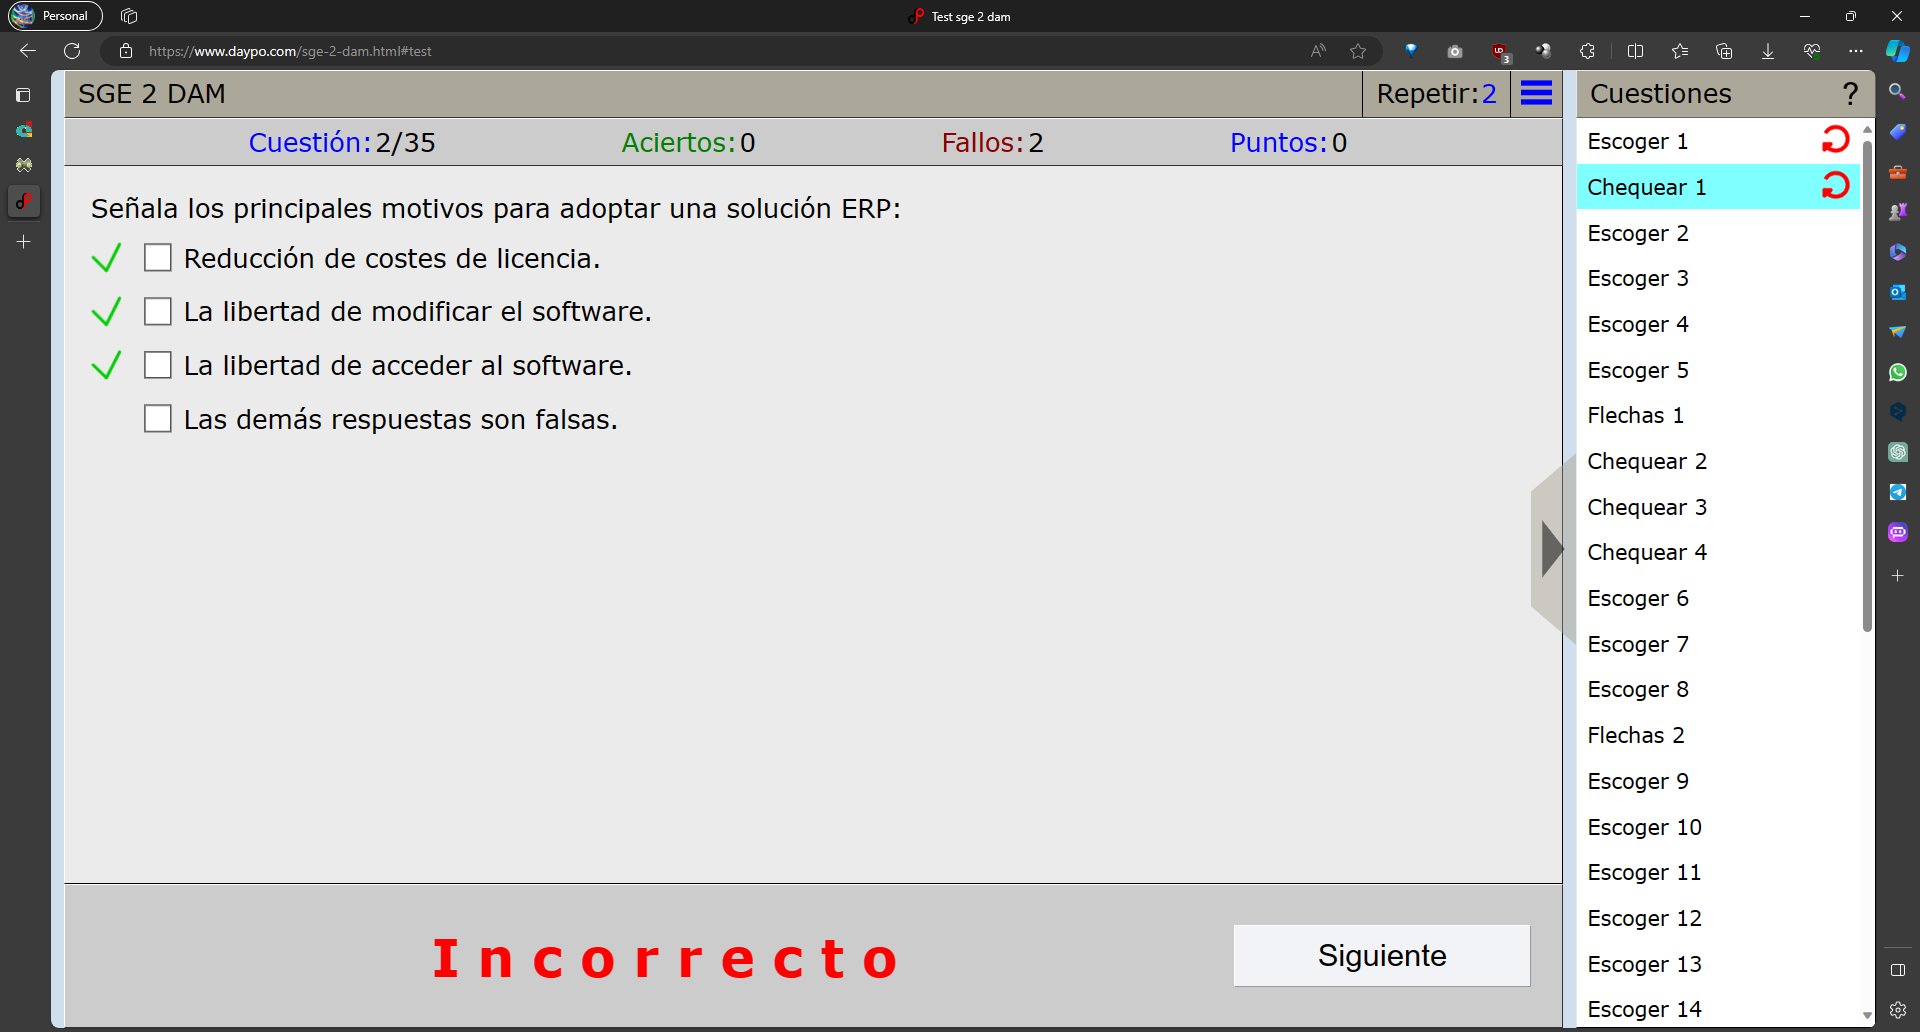 Personal
Test sge 2 dam
https://www.daypo.com/sge-2-dam.html#test
3
SGE 2 DAM
Repetir:2
Cuestión:2/35
Aciertos:0
Fallos:2
Puntos:0
Señala los principales motivos para adoptar una solución ERP:
Reducción de costes de licencia.
La libertad de modificar el software.
La libertad de acceder al software.
Las demás respuestas son falsas.
Incorrecto
Siguiente
Cuestiones ?
Escoger 1
Chequear 1
Escoger 2
Escoger 3
Escoger 4
Escoger 5
Flechas 1
Chequear 2
Chequear 3
Chequear 4
Escoger 6
Escoger 7
Escoger 8
Flechas 2
Escoger 9
Escoger 10
Escoger 11
Escoger 12
Escoger 13
Escoger 14